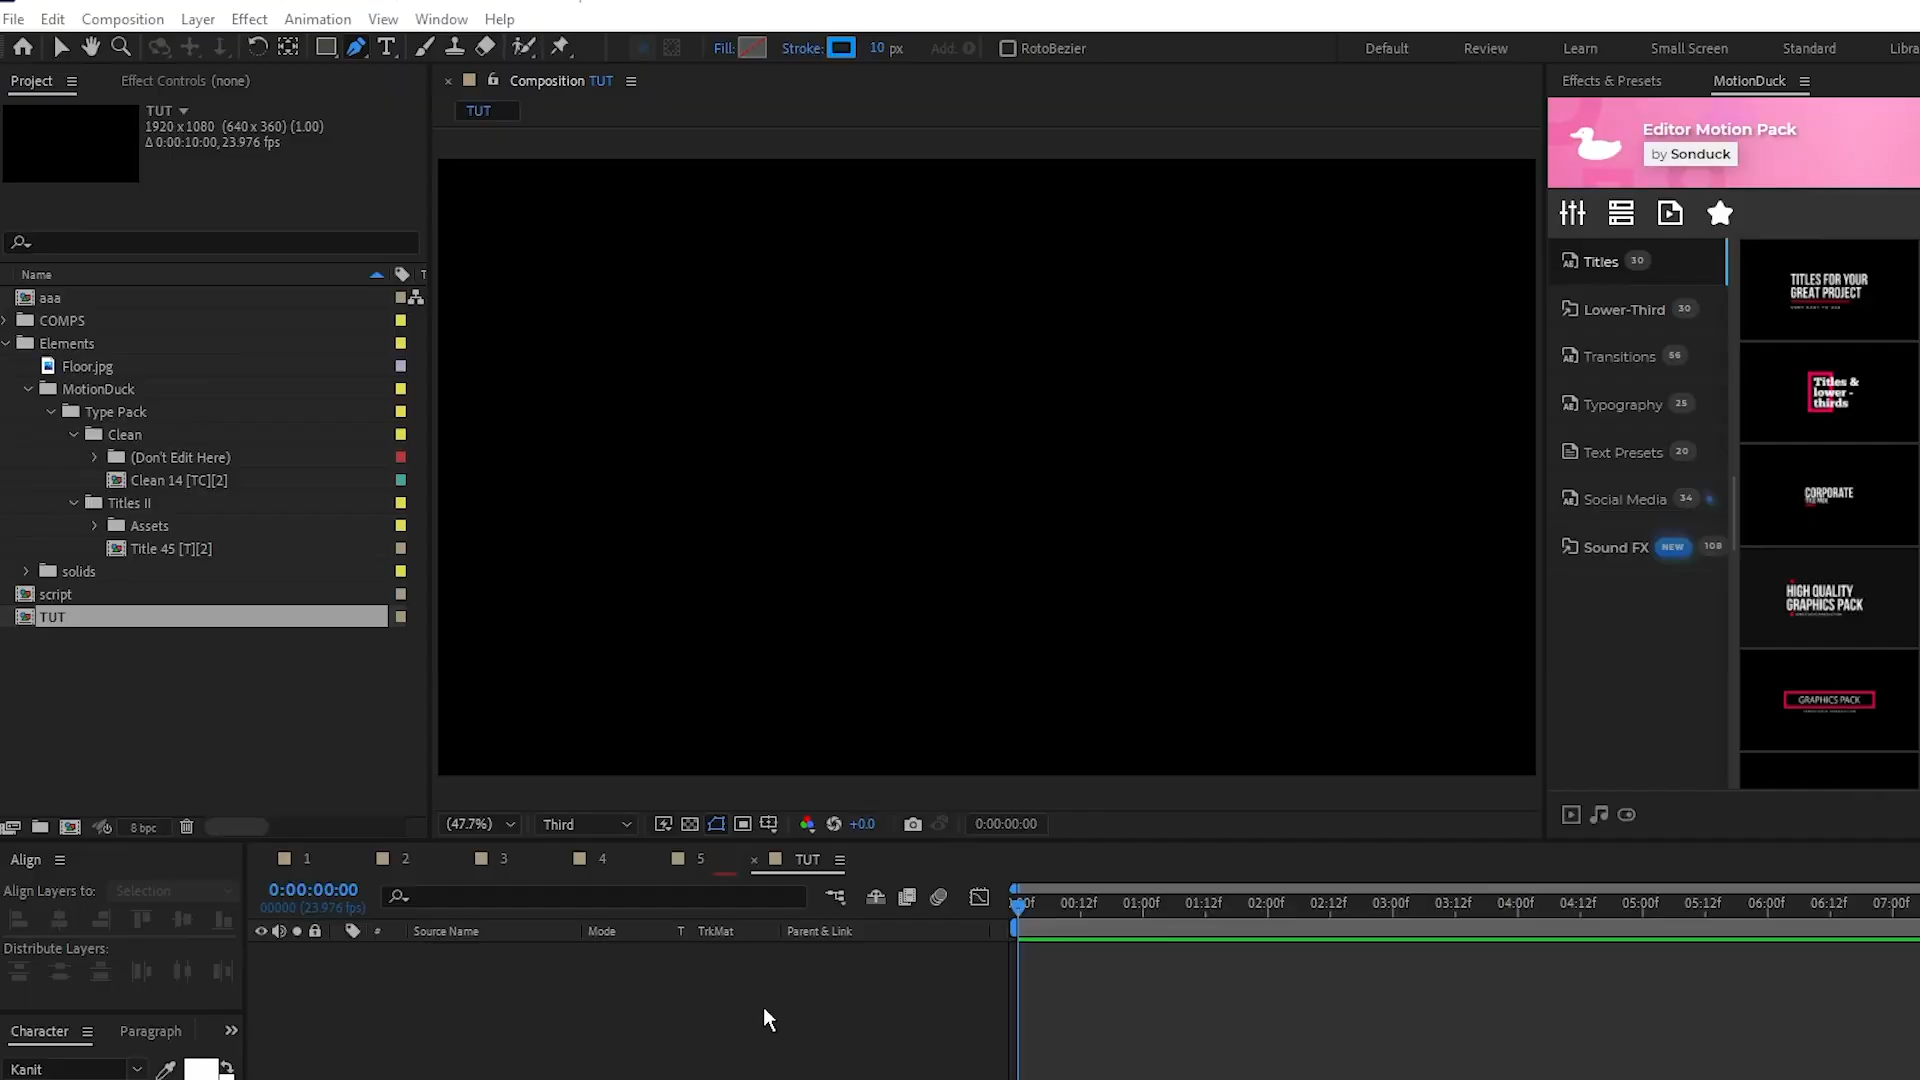 File Edit Composition Layer Effect Animation View Window Help
Fill: Stroke: 10 px Add: RotoBezier Default Review Learn Small Screen Standard Libra
Project Effect Controls (none)
TUT
1920 x 1080 (640 x 360) (1.00)
Δ 0:00:10:00, 23.976 fps
Name T
aaa
COMPS
Elements
Floor.jpg
MotionDuck
Type Pack
Clean
(Don't Edit Here)
Clean 14 [TC][2]
Titles II
Assets
Title 45 [T][2]
solids
script
TUT
8 bpc
Composition TUT
TUT
(47.7%) Third +0.0 0:00:00:00
Effects & Presets MotionDuck
Editor Motion Pack
by Sonduck
Titles 30
Lower-Third 30
Transitions 56
Typography 25
Text Presets 20
Social Media 34
Sound FX NEW 108
TITLES FOR YOUR
GREAT PROJECT
Titles &
lower -
thirds
CORPORATE
HIGH QUALITY
GRAPHICS PACK
GRAPHICS PACK
Align
Align Layers to: Selection
Distribute Layers:
Character Paragraph
Kanit
1 2 3 4 5 TUT
0:00:00:00
00000 (23.976 fps)
# Source Name Mode T TrkMat Parent & Link
00f 00:12f 01:00f 01:12f 02:00f 02:12f 03:00f 03:12f 04:00f 04:12f 05:00f 05:12f 06:00f 06:12f 07:00f